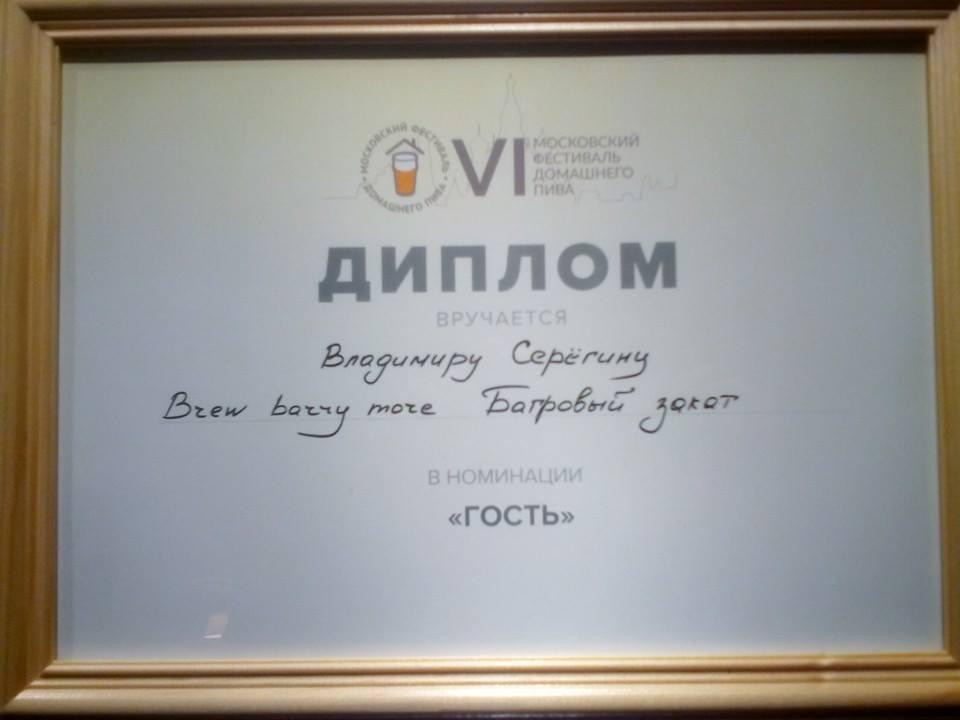 МОСКОВСКИЙ ФЕСТИВАЛЬ
ДОМАШНЕГО ПИВА
VI
МОСКОВСКИЙ
ФЕСТИВАЛЬ
ДОМАШНЕГО
ПИВА
ДИПЛОМ
ВРУЧАЕТСЯ
Владимиру Серёгину
Brew barry more Багровый закат
В НОМИНАЦИИ
«ГОСТЬ»